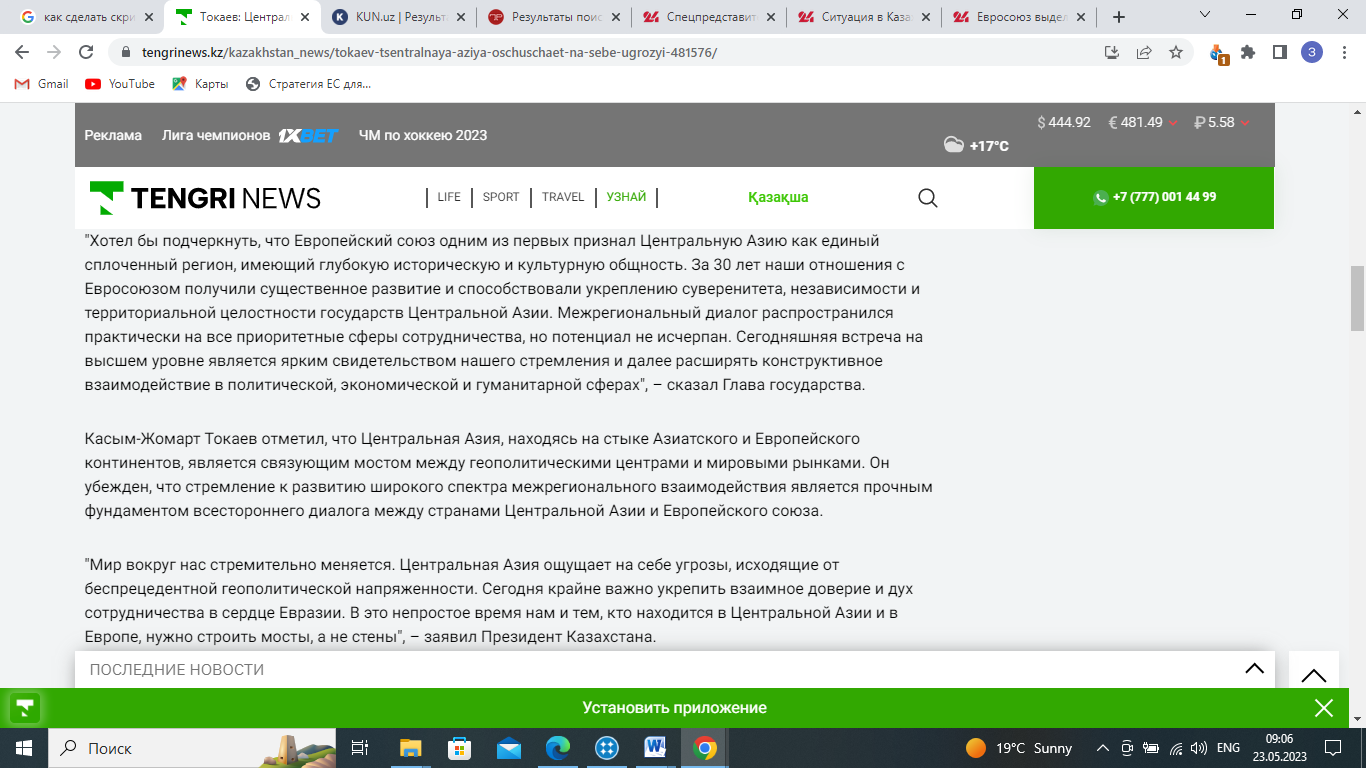 как сделать скри
Токаев: Централ
KUN.uz | Результ
Результаты поис
Спецпредставит
Ситуация в Каза
Евросоюз выдел
tengrinews.kz/kazakhstan_news/tokaev-tsentralnaya-aziya-oschuschaet-na-sebe-ugrozyi-481576/
1
З
Gmail
YouTube
Карты
Стратегия ЕС для...
Реклама
Лига чемпионов
1XBET
ЧМ по хоккею 2023
+17°C
$ 444.92
€ 481.49
₽ 5.58
TENGRI NEWS
LIFE
SPORT
TRAVEL
УЗНАЙ
Қазақша
+7 (777) 001 44 99
"Хотел бы подчеркнуть, что Европейский союз одним из первых признал Центральную Азию как единый
сплоченный регион, имеющий глубокую историческую и культурную общность. За 30 лет наши отношения с
Евросоюзом получили существенное развитие и способствовали укреплению суверенитета, независимости и
территориальной целостности государств Центральной Азии. Межрегиональный диалог распространился
практически на все приоритетные сферы сотрудничества, но потенциал не исчерпан. Сегодняшняя встреча на
высшем уровне является ярким свидетельством нашего стремления и далее расширять конструктивное
взаимодействие в политической, экономической и гуманитарной сферах", – сказал Глава государства.
Касым-Жомарт Токаев отметил, что Центральная Азия, находясь на стыке Азиатского и Европейского
континентов, является связующим мостом между геополитическими центрами и мировыми рынками. Он
убежден, что стремление к развитию широкого спектра межрегионального взаимодействия является прочным
фундаментом всестороннего диалога между странами Центральной Азии и Европейского союза.
"Мир вокруг нас стремительно меняется. Центральная Азия ощущает на себе угрозы, исходящие от
беспрецедентной геополитической напряженности. Сегодня крайне важно укрепить взаимное доверие и дух
сотрудничества в сердце Евразии. В это непростое время нам и тем, кто находится в Центральной Азии и в
Европе, нужно строить мосты, а не стены", – заявил Президент Казахстана.
ПОСЛЕДНИЕ НОВОСТИ
Установить приложение
Поиск
19°C Sunny
ENG
09:06
23.05.2023